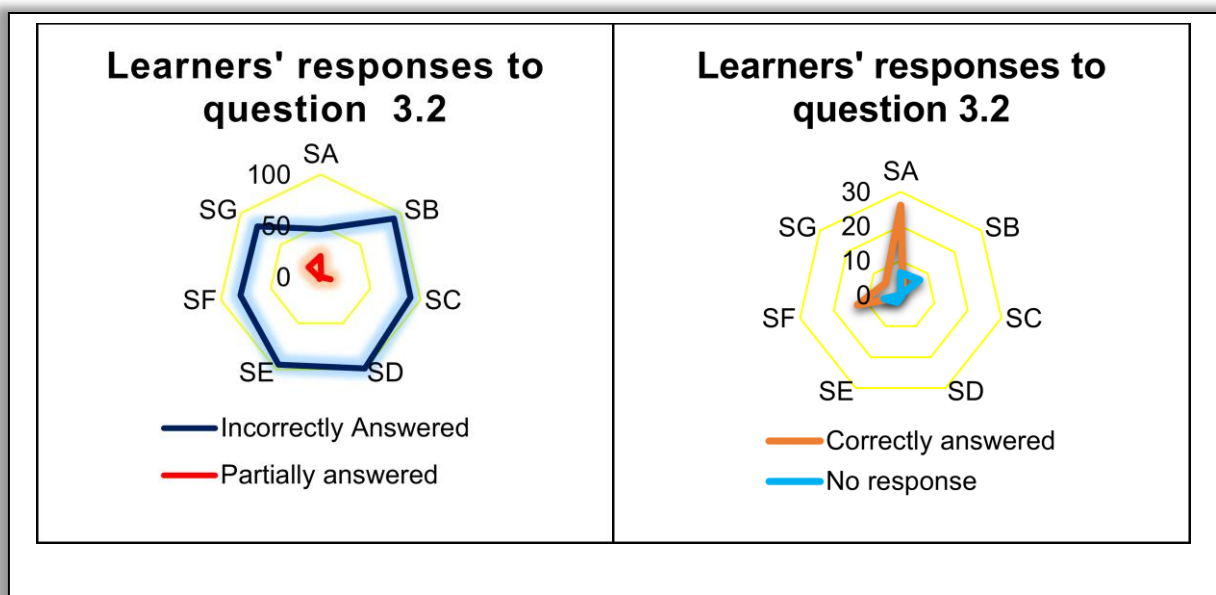 Learners' responses to
question 3.2
SA
100
SG
SB
50
0
SF
SC
SE
SD
Incorrectly Answered
Partially answered
Learners' responses to
question 3.2
SA
30
SG
20
SB
10
0
SF
SC
SE
SD
Correctly answered
No response